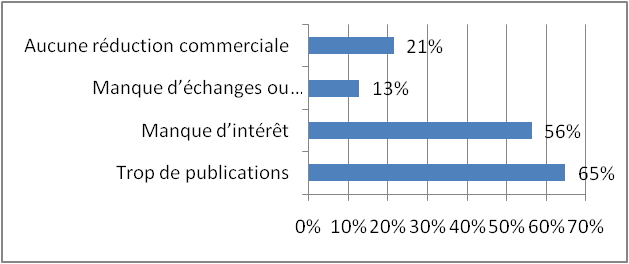 Aucune réduction commerciale 21%
Manque d’échanges ou… 13%
Manque d’intérêt 56%
Trop de publications 65%
0% 10% 20% 30% 40% 50% 60% 70%